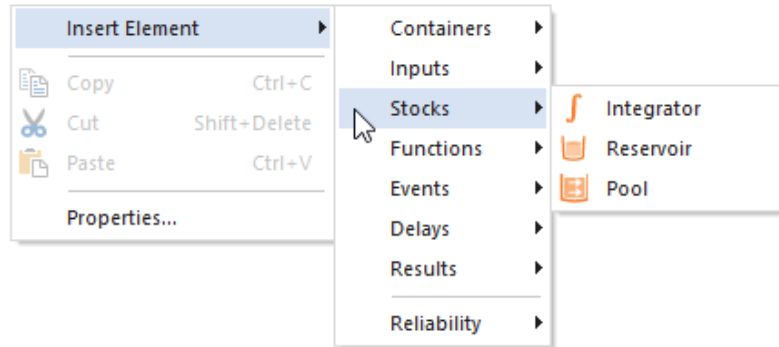 Insert Element
Copy Ctrl+C
Cut Shift+Delete
Paste Ctrl+V
Properties...
Containers
Inputs
Stocks
Functions
Events
Delays
Results
Reliability
Integrator
Reservoir
Pool